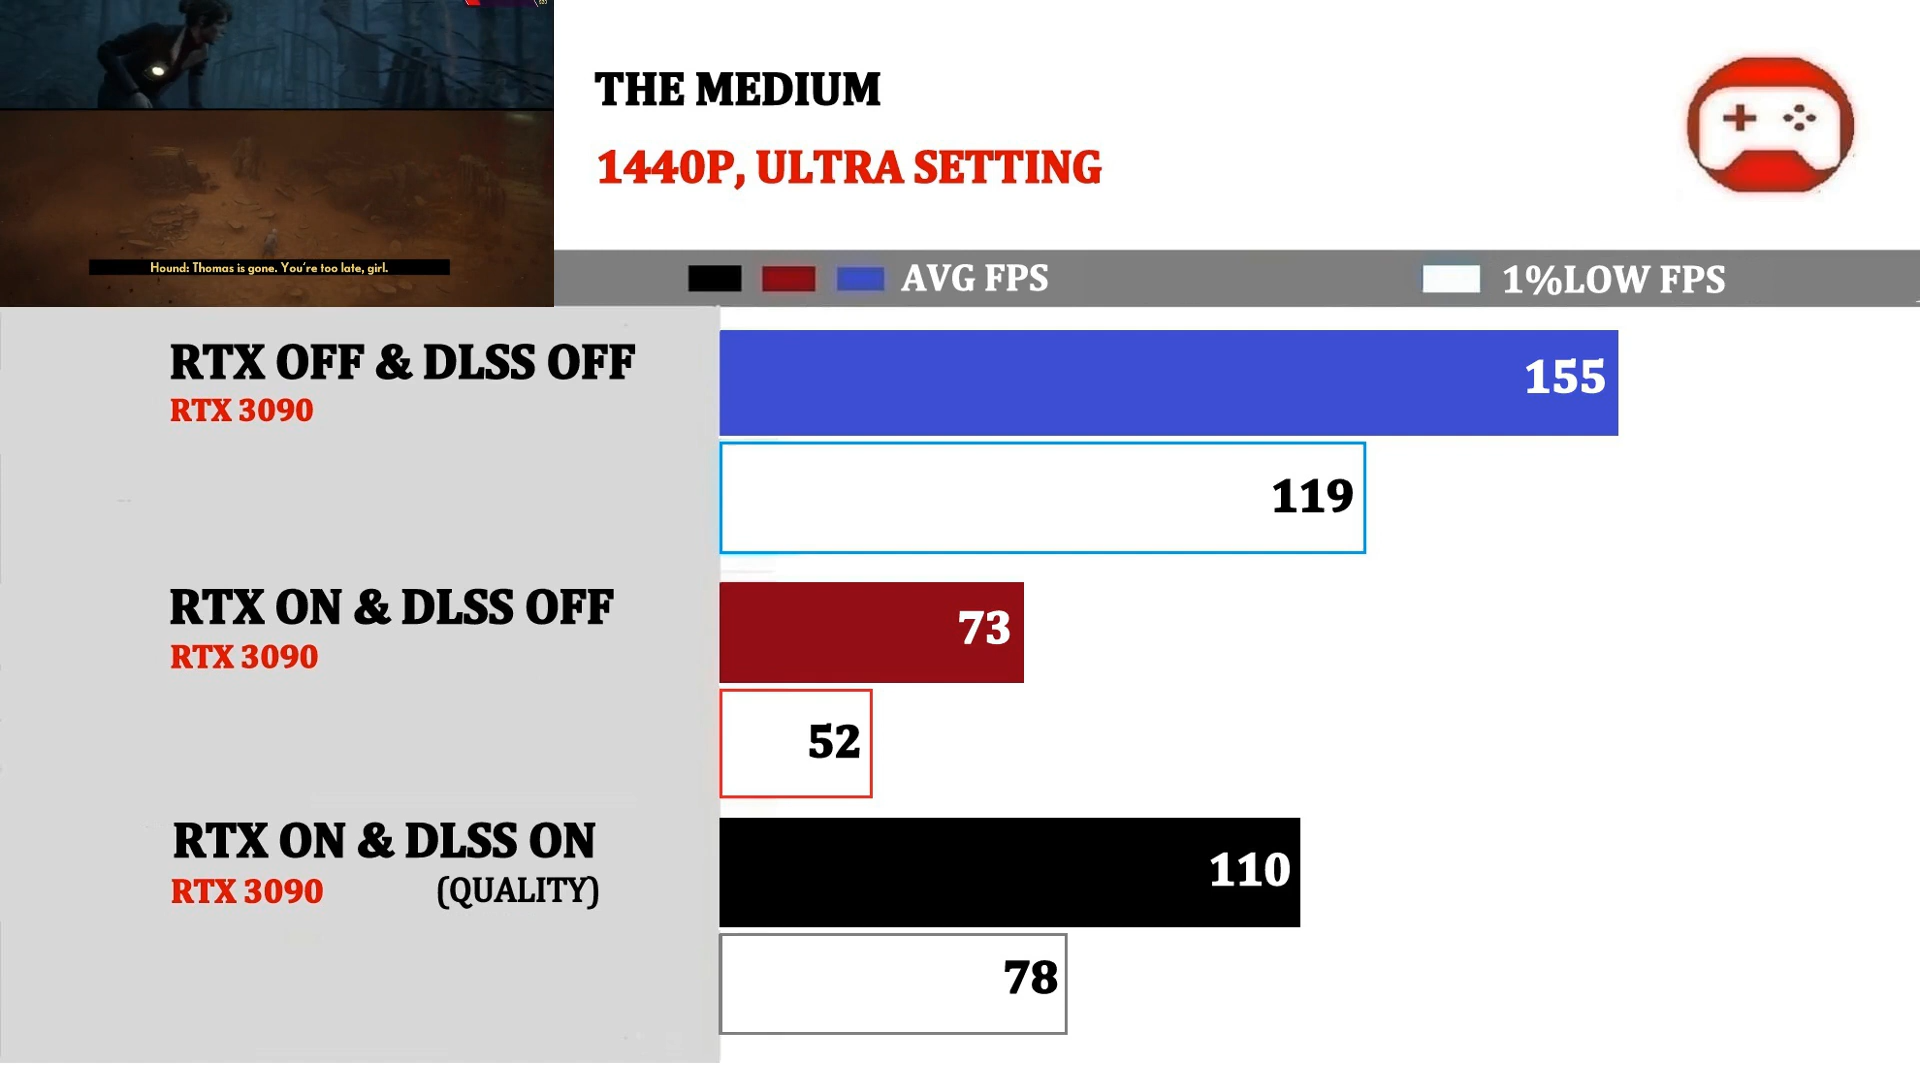 THE MEDIUM
1440P, ULTRA SETTING
Hound: Thomas is gone. You're too late, girl.
AVG FPS
1%LOW FPS
RTX OFF & DLSS OFF
RTX 3090
155
119
RTX ON & DLSS OFF
RTX 3090
73
52
RTX ON & DLSS ON
RTX 3090 (QUALITY)
110
78